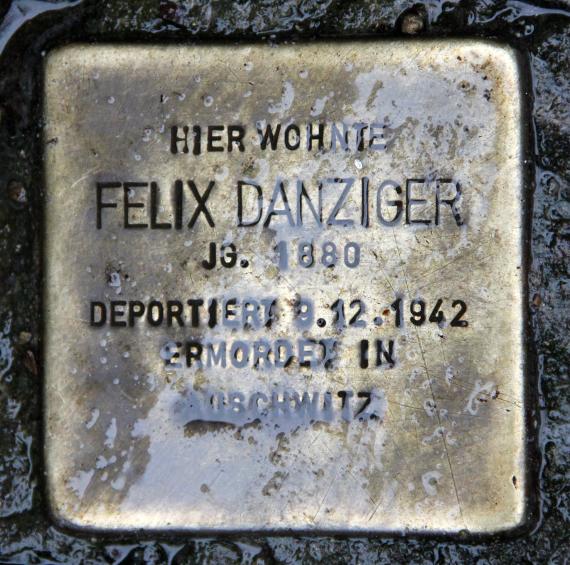 HIER WOHNTE
FELIX DANZIGER
JG. 1880
DEPORTIERT 9.12.1942
ERMORDET IN
AUSCHWITZ